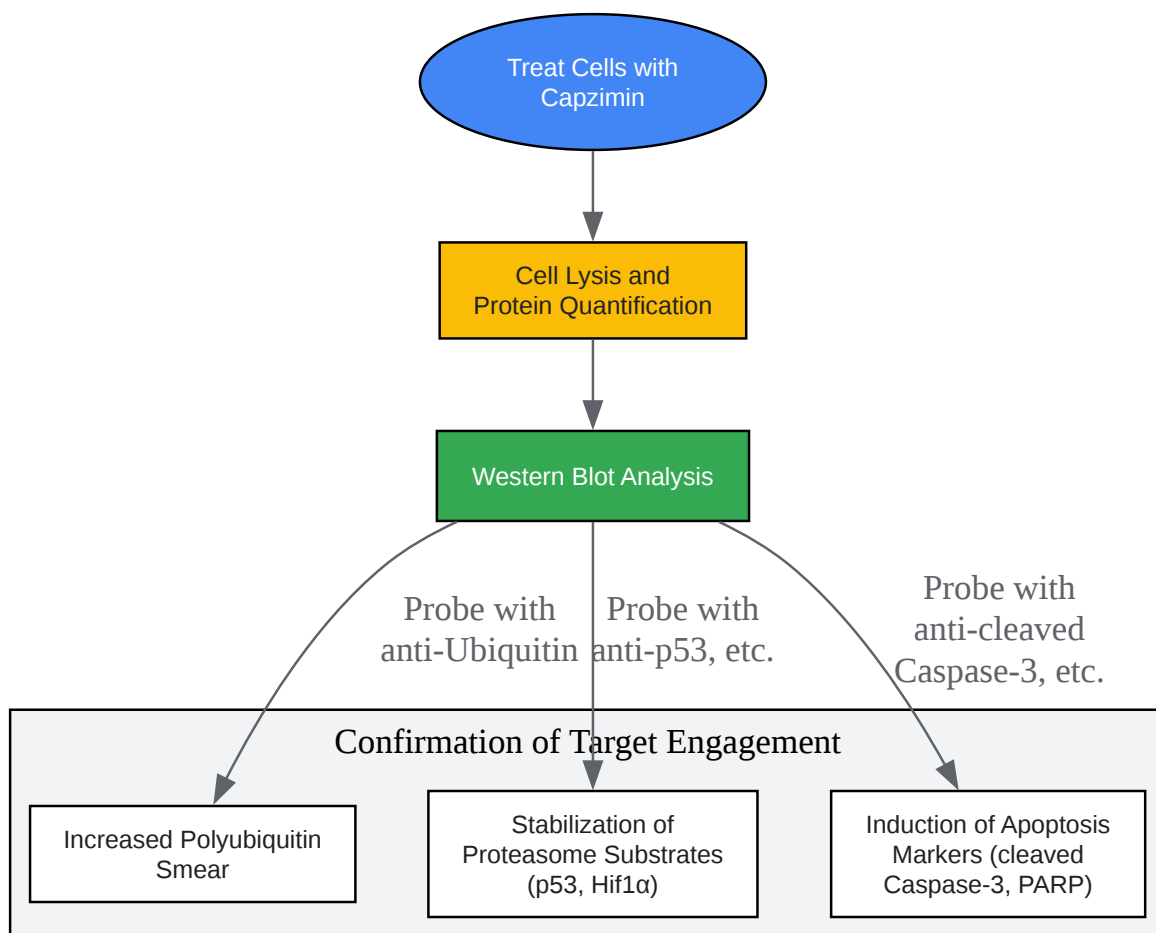 Treat Cells with
Capzimin
Cell Lysis and
Protein Quantification
Western Blot Analysis
Probe with
anti-Ubiquitin
Probe with
anti-p53, etc.
Probe with
anti-cleaved
Caspase-3, etc.
Confirmation of Target Engagement
Increased Polyubiquitin
Smear
Stabilization of
Proteasome Substrates
(p53, Hif1α)
Induction of Apoptosis
Markers (cleaved
Caspase-3, PARP)